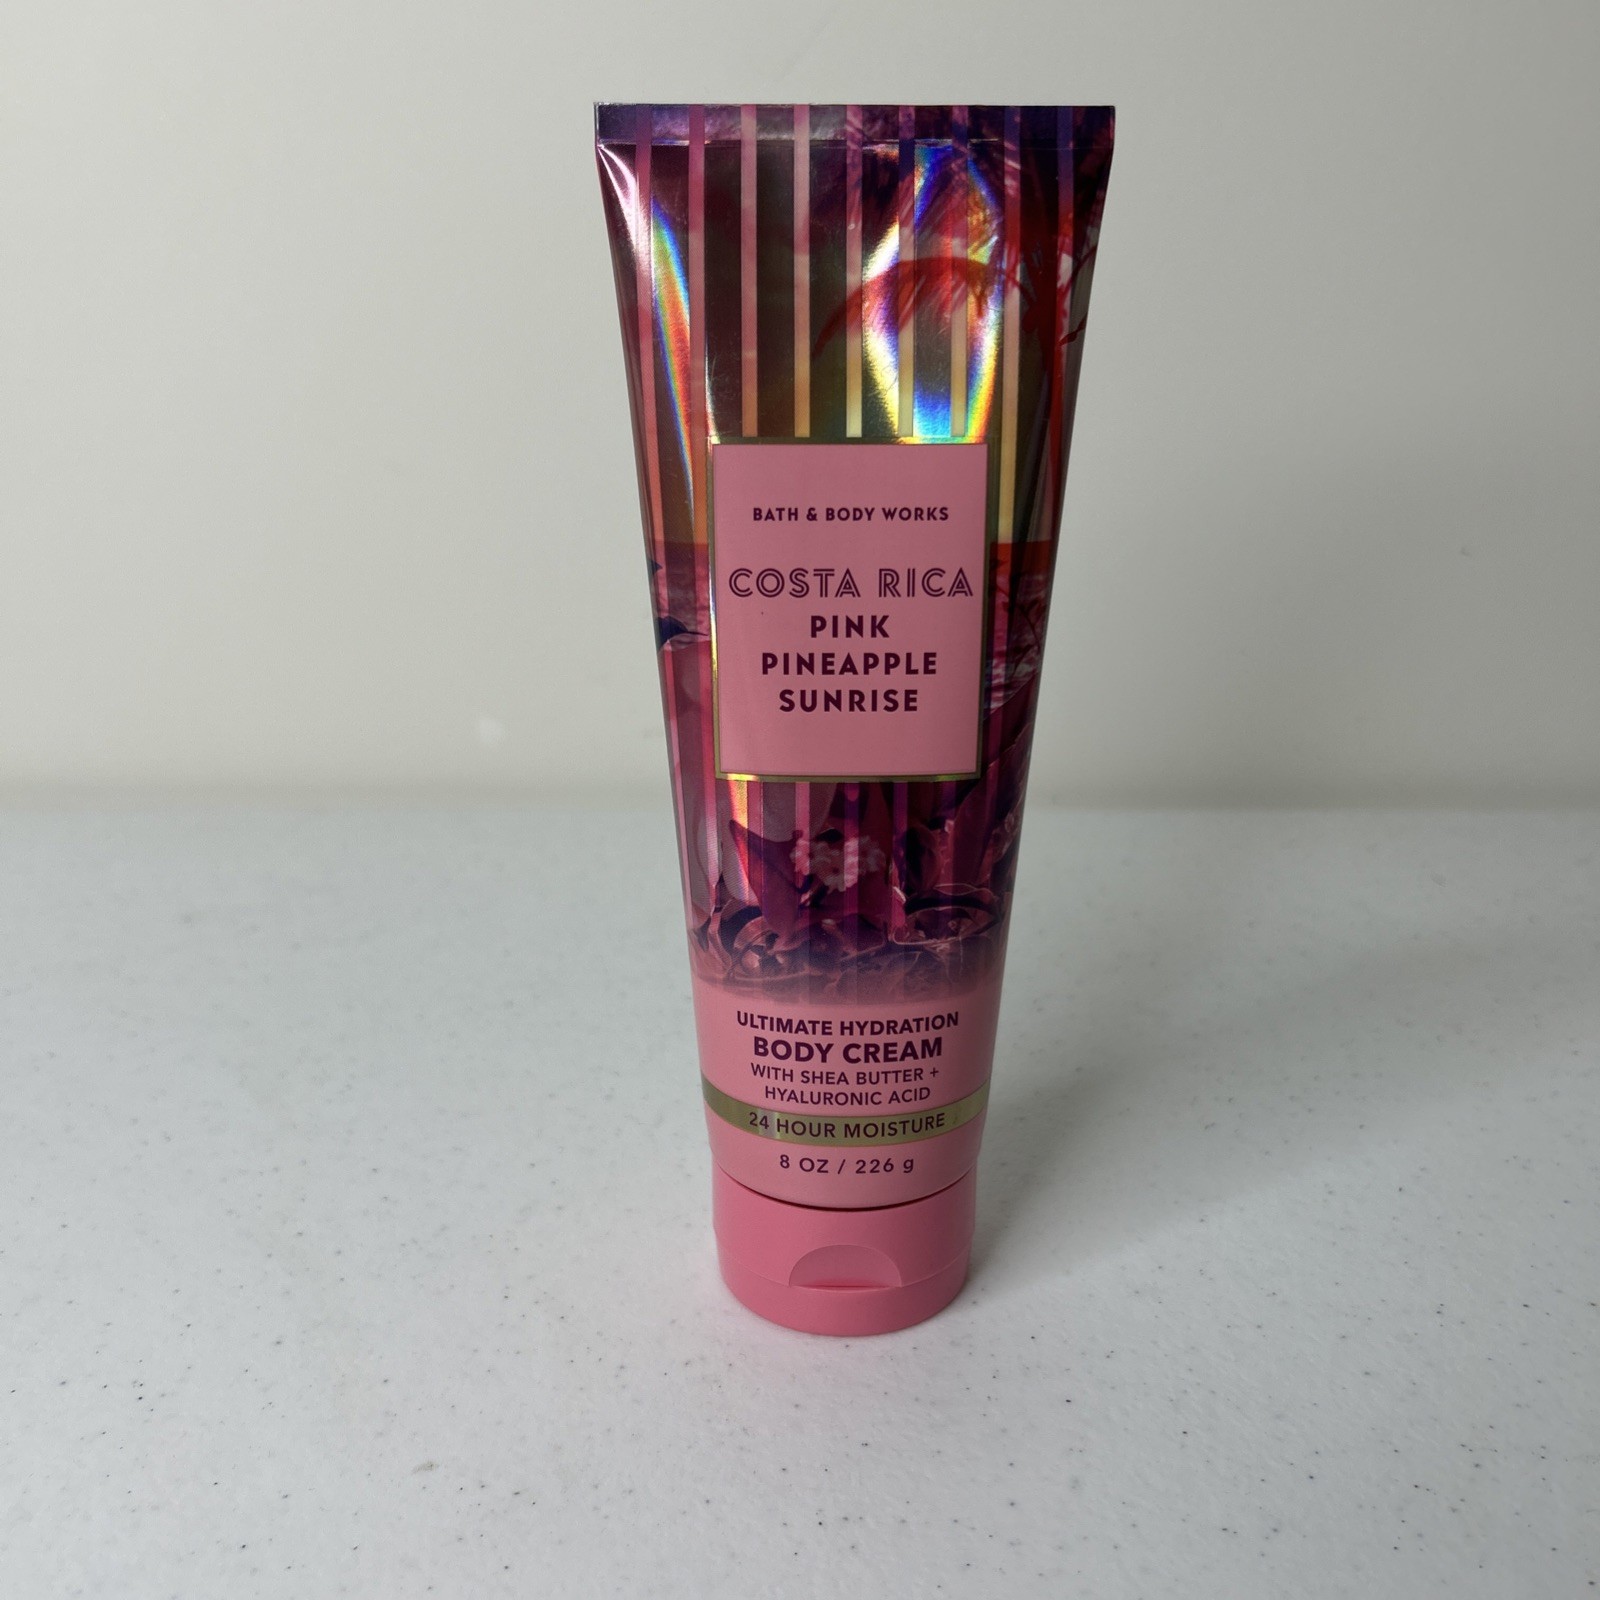 BATH & BODY WORKS
COSTA RICA
PINK
PINEAPPLE
SUNRISE
ULTIMATE HYDRATION
BODY CREAM
WITH SHEA BUTTER +
HYALURONIC ACID
24 HOUR MOISTURE
8 OZ / 226 g